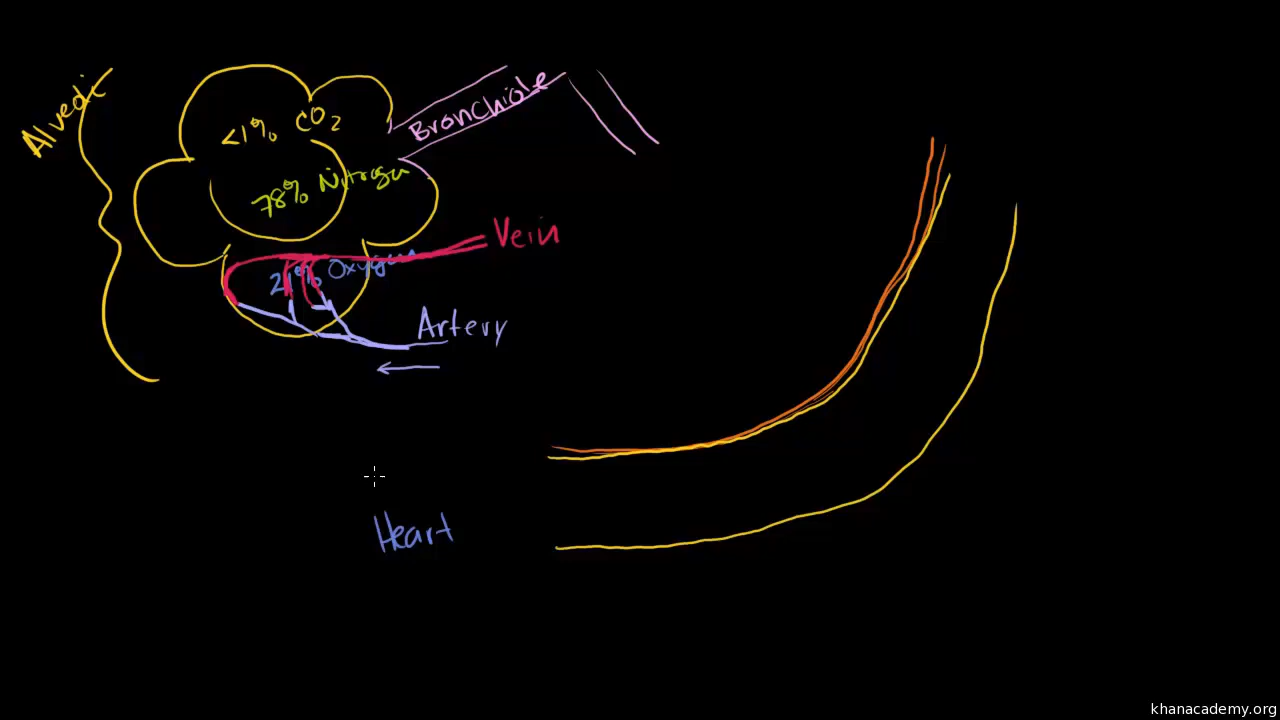 Alveoli
<1% CO2
Bronchiole
78% Nitrogen
Vein
21% Oxygen
Artery
Heart
khanacademy.org